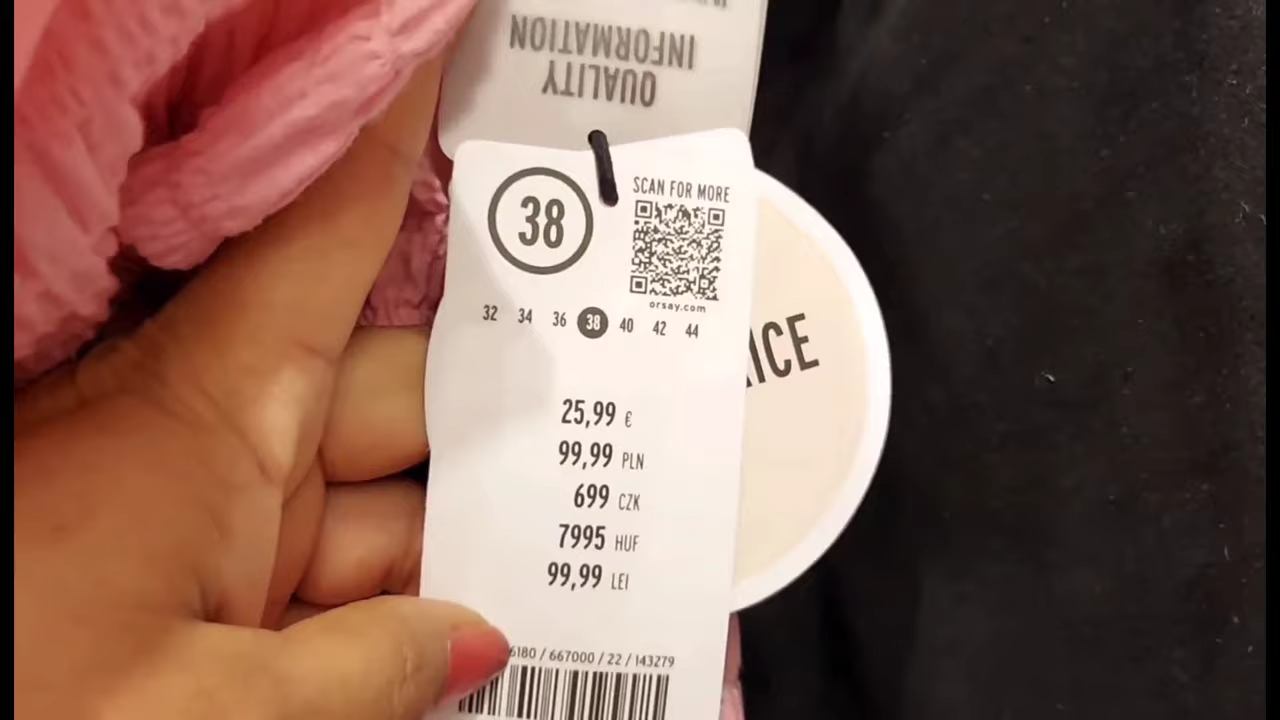 QUALITY
INFORMATION
38
SCAN FOR MORE
orsay.com
32 34 36 38 40 42 44
25,99 €
99,99 PLN
699 CZK
7995 HUF
99,99 LEI
6180 / 667000 / 22 / 143279